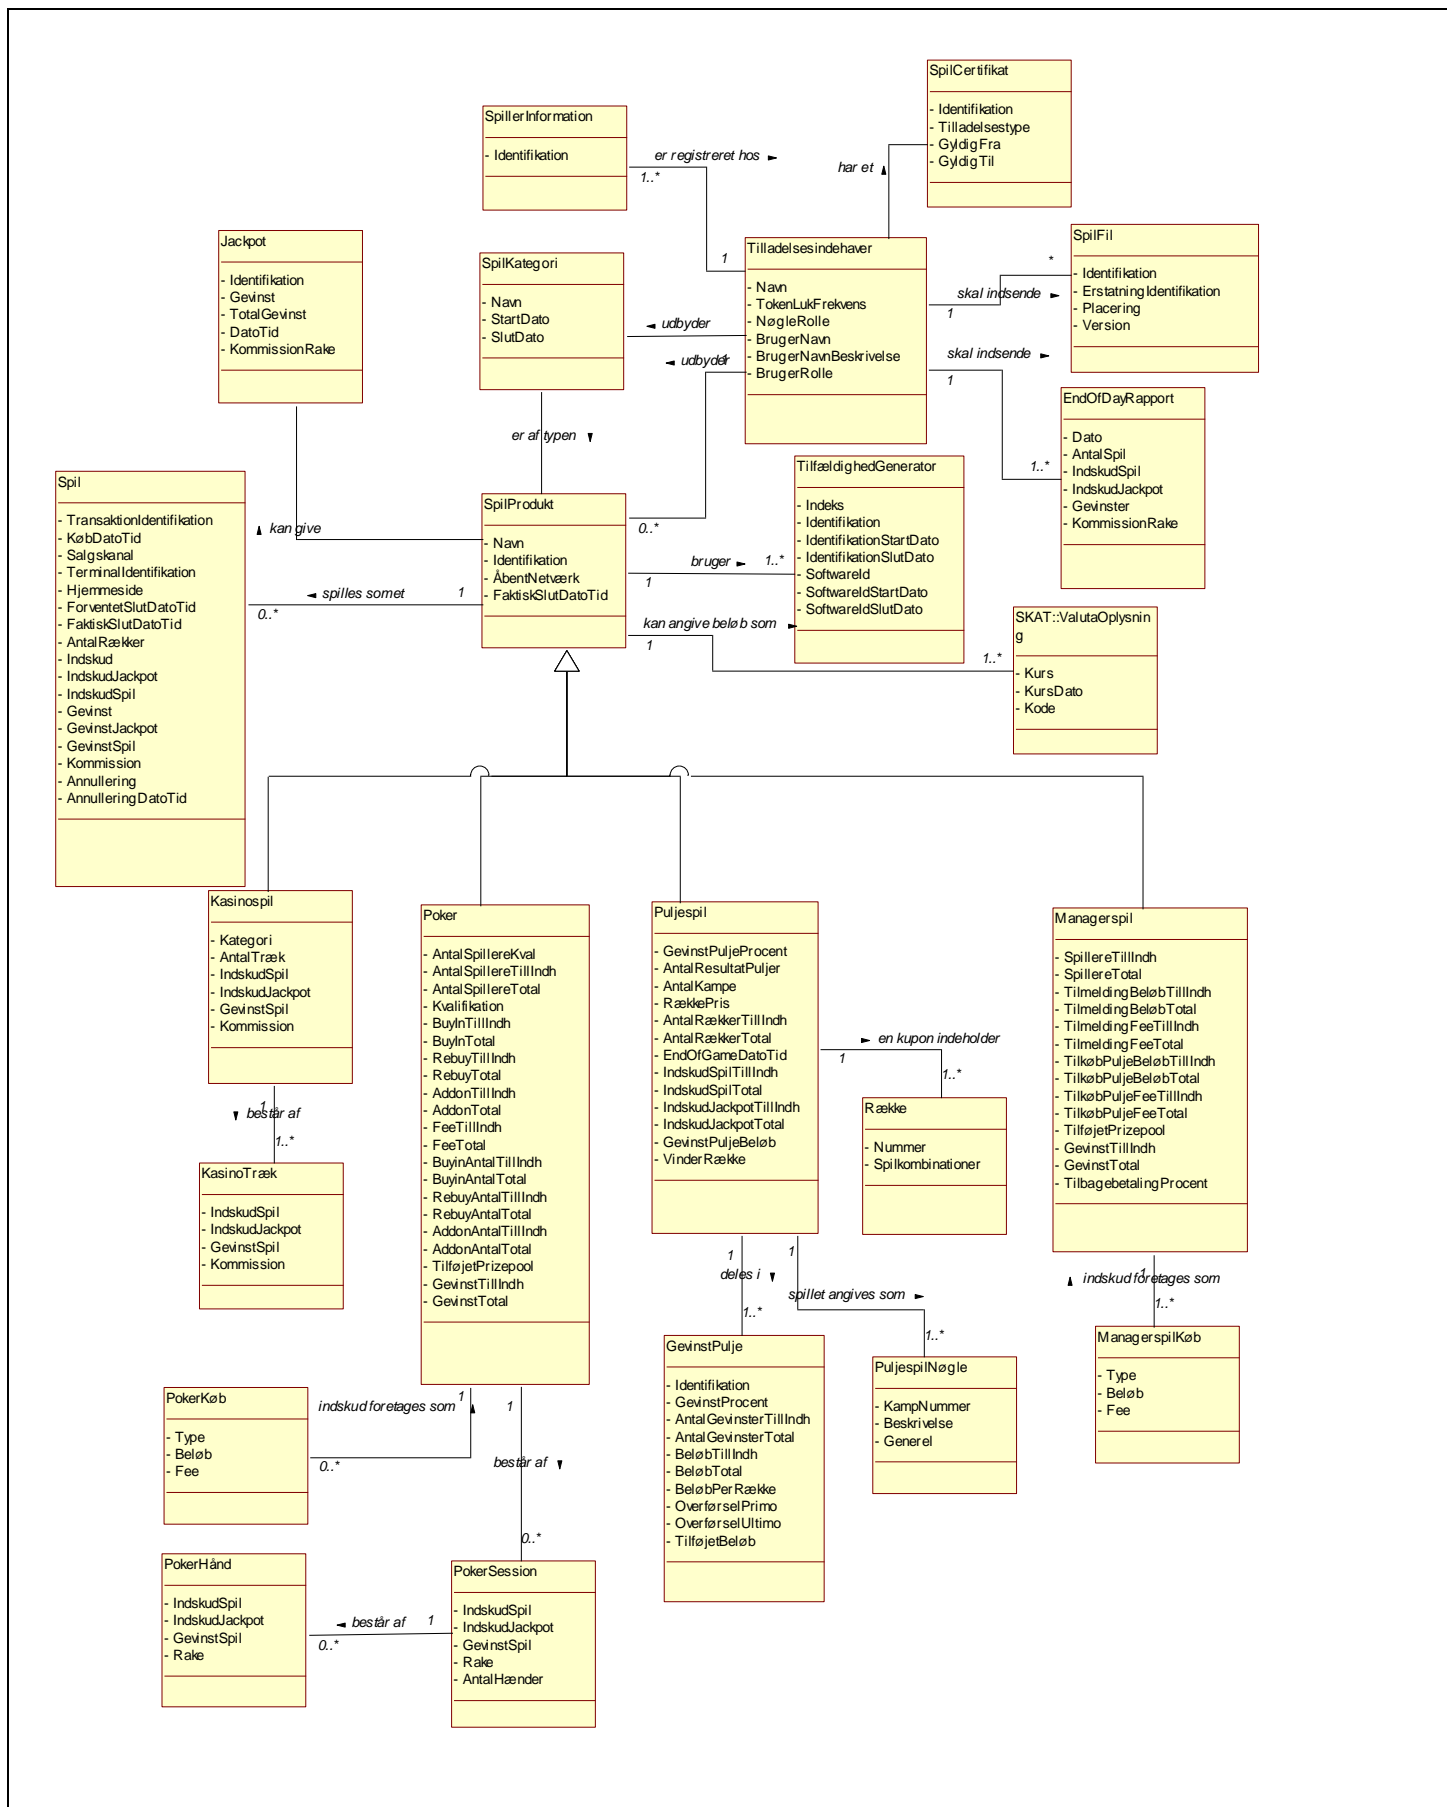 SpilCertifikat
- Identifikation
- Tilladelsestype
- GyldigFra
- GyldigTil
SpillerInformation
- Identifikation
er registreret hos ►
1..*
1
har et ▲
Jackpot
- Identifikation
- Gevinst
- TotalGevinst
- DatoTid
- KommissionRake
SpilKategori
- Navn
- StartDato
- SlutDato
Tilladelsesindehaver
- Navn
- TokenLukFrekvens
- NøgleRolle
- BrugerNavn
- BrugerNavnBeskrivelse
- BrugerRolle
SpilFil
- Identifikation
- ErstatningIdentifikation
- Placering
- Version
*
skal indsende ►
1
◄ udbyder
◄ udbyder
1
skal indsende ►
1
1..*
EndOfDayRapport
- Dato
- AntalSpil
- IndskudSpil
- IndskudJackpot
- Gevinster
- KommissionRake
er af typen ▼
Spil
- TransaktionIdentifikation
- KøbDatoTid
- Salgskanal
- TerminalIdentifikation
- Hjemmeside
- ForventetSlutDatoTid
- FaktiskSlutDatoTid
- AntalRækker
- Indskud
- IndskudJackpot
- IndskudSpil
- Gevinst
- GevinstJackpot
- GevinstSpil
- Kommission
- Annullering
- AnnulleringDatoTid
▲ kan give
SpilProdukt
- Navn
- Identifikation
- ÅbentNetværk
- FaktiskSlutDatoTid
0..*
TilfældighedGenerator
- Indeks
- Identifikation
- IdentifikationStartDato
- IdentifikationSlutDato
- SoftwareId
- SoftwareIdStartDato
- SoftwareIdSlutDato
bruger ►
1..*
1
◄ spilles somet
1
0..*
kan angive beløb som ►
1
1..*
SKAT::ValutaOplysnin
g
- Kurs
- KursDato
- Kode
Kasinospil
- Kategori
- AntalTræk
- IndskudSpil
- IndskudJackpot
- GevinstSpil
- Kommission
1
▼ består af
1..*
KasinoTræk
- IndskudSpil
- IndskudJackpot
- GevinstSpil
- Kommission
Poker
- AntalSpillereKval
- AntalSpillereTillIndh
- AntalSpillereTotal
- Kvalifikation
- BuyInTillIndh
- BuyInTotal
- RebuyTillIndh
- RebuyTotal
- AddonTillIndh
- AddonTotal
- FeeTillIndh
- FeeTotal
- BuyinAntalTillIndh
- BuyinAntalTotal
- RebuyAntalTillIndh
- RebuyAntalTotal
- AddonAntalTillIndh
- AddonAntalTotal
- TilføjetPrizepool
- GevinstTillIndh
- GevinstTotal
Puljespil
- GevinstPuljeProcent
- AntalResultatPuljer
- AntalKampe
- RækkePris
- AntalRækkerTillIndh
- AntalRækkerTotal
- EndOfGameDatoTid
- IndskudSpilTillIndh
- IndskudSpilTotal
- IndskudJackpotTillIndh
- IndskudJackpotTotal
- GevinstPuljeBeløb
- VinderRække
► en kupon indeholder
1
1..*
Række
- Nummer
- Spilkombinationer
Managerspil
- SpillereTillIndh
- SpillereTotal
- TilmeldingBeløbTillIndh
- TilmeldingBeløbTotal
- TilmeldingFeeTillIndh
- TilmeldingFeeTotal
- TilkøbPuljeBeløbTillIndh
- TilkøbPuljeBeløbTotal
- TilkøbPuljeFeeTillIndh
- TilkøbPuljeFeeTotal
- TilføjetPrizepool
- GevinstTillIndh
- GevinstTotal
- TilbagebetalingProcent
1
▲ indskud foretages som
1..*
ManagerspilKøb
- Type
- Beløb
- Fee
1
deles i ▼
1..*
1
spillet angives som ►
1..*
GevinstPulje
- Identifikation
- GevinstProcent
- AntalGevinsterTillIndh
- AntalGevinsterTotal
- BeløbTillIndh
- BeløbTotal
- BeløbPerRække
- OverførselPrimo
- OverførselUltimo
- TilføjetBeløb
PuljespilNøgle
- KampNummer
- Beskrivelse
- Generel
PokerKøb
- Type
- Beløb
- Fee
1
indskud foretages som ▲
0..*
1
består af ▼
0..*
PokerHånd
- IndskudSpil
- IndskudJackpot
- GevinstSpil
- Rake
◄ består af
1
0..*
PokerSession
- IndskudSpil
- IndskudJackpot
- GevinstSpil
- Rake
- AntalHænder